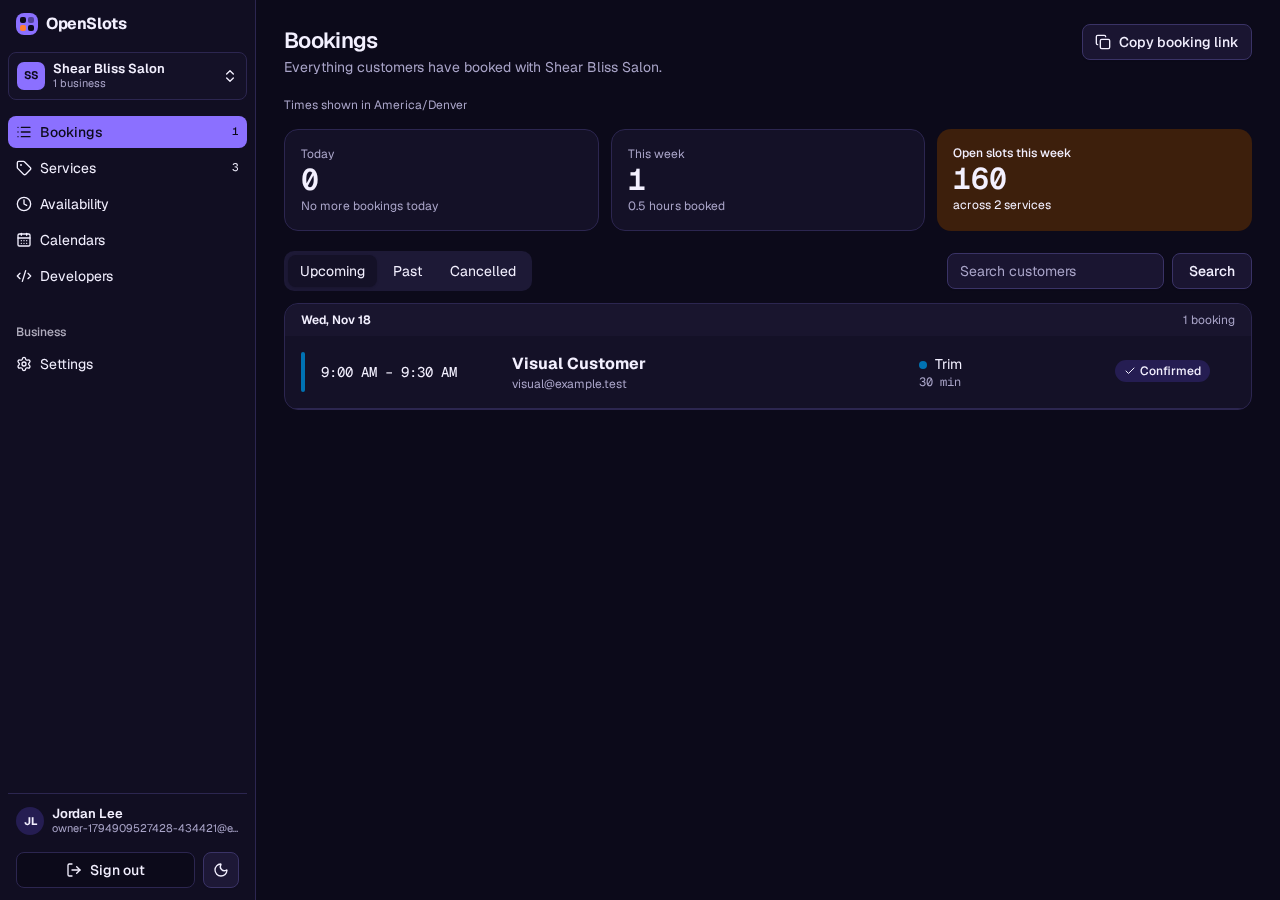 OpenSlots
SS
Shear Bliss Salon
1 business
Bookings 1
Services 3
Availability
Calendars
Developers
Business
Settings
JL
Jordan Lee
owner-1794909527428-434421@e…
Sign out
Bookings
Everything customers have booked with Shear Bliss Salon.
Copy booking link
Times shown in America/Denver
Today
0
No more bookings today
This week
1
0.5 hours booked
Open slots this week
160
across 2 services
Upcoming Past Cancelled
Search customers
Search
Wed, Nov 18
1 booking
9:00 AM – 9:30 AM
Visual Customer
visual@example.test
Trim
30 min
Confirmed